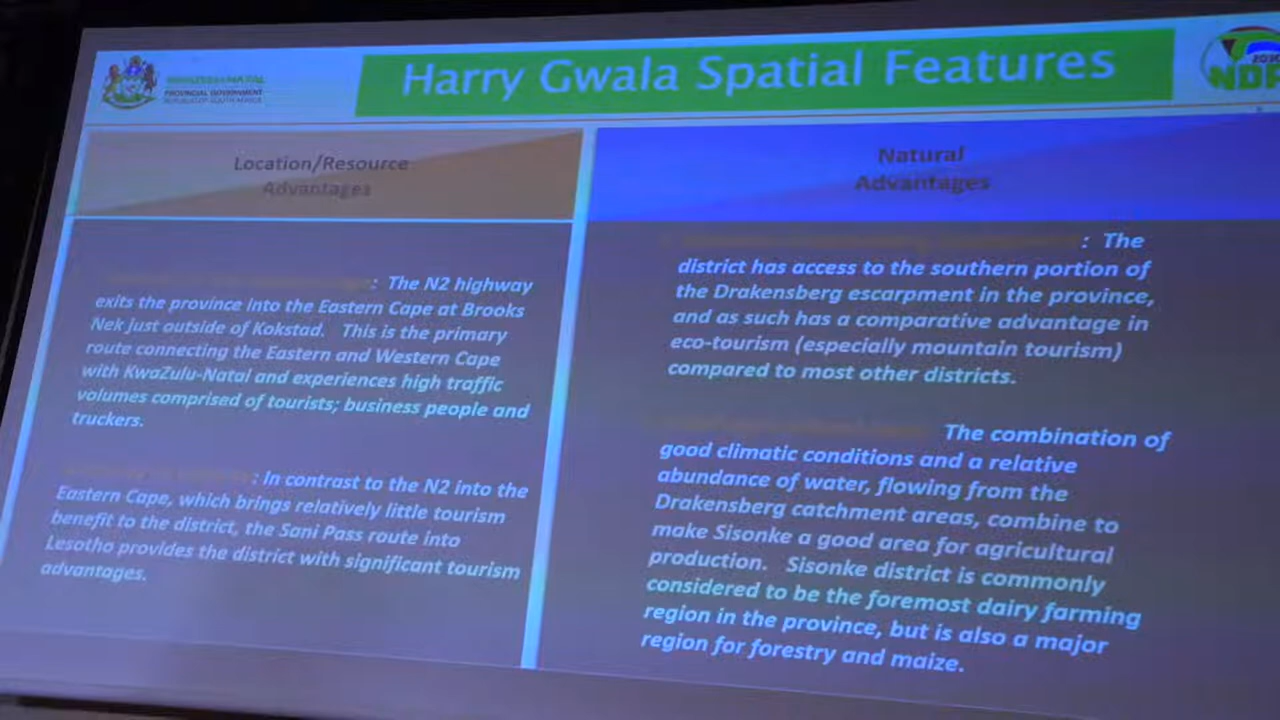 KWAZULU-NATAL
PROVINCIAL GOVERNMENT
REPUBLIC OF SOUTH AFRICA
Harry Gwala Spatial Features
Location/Resource
Advantages
: The N2 highway
exits the province into the Eastern Cape at Brooks
Nek just outside of Kokstad. This is the primary
route connecting the Eastern and Western Cape
with KwaZulu-Natal and experiences high traffic
volumes comprised of tourists; business people and
truckers.
: In contrast to the N2 into the
Eastern Cape, which brings relatively little tourism
benefit to the district, the Sani Pass route into
Lesotho provides the district with significant tourism
advantages.
Natural
Advantages
: The
district has access to the southern portion of
the Drakensberg escarpment in the province,
and as such has a comparative advantage in
eco-tourism (especially mountain tourism)
compared to most other districts.
The combination of
good climatic conditions and a relative
abundance of water, flowing from the
Drakensberg catchment areas, combine to
make Sisonke a good area for agricultural
production. Sisonke district is commonly
considered to be the foremost dairy farming
region in the province, but is also a major
region for forestry and maize.